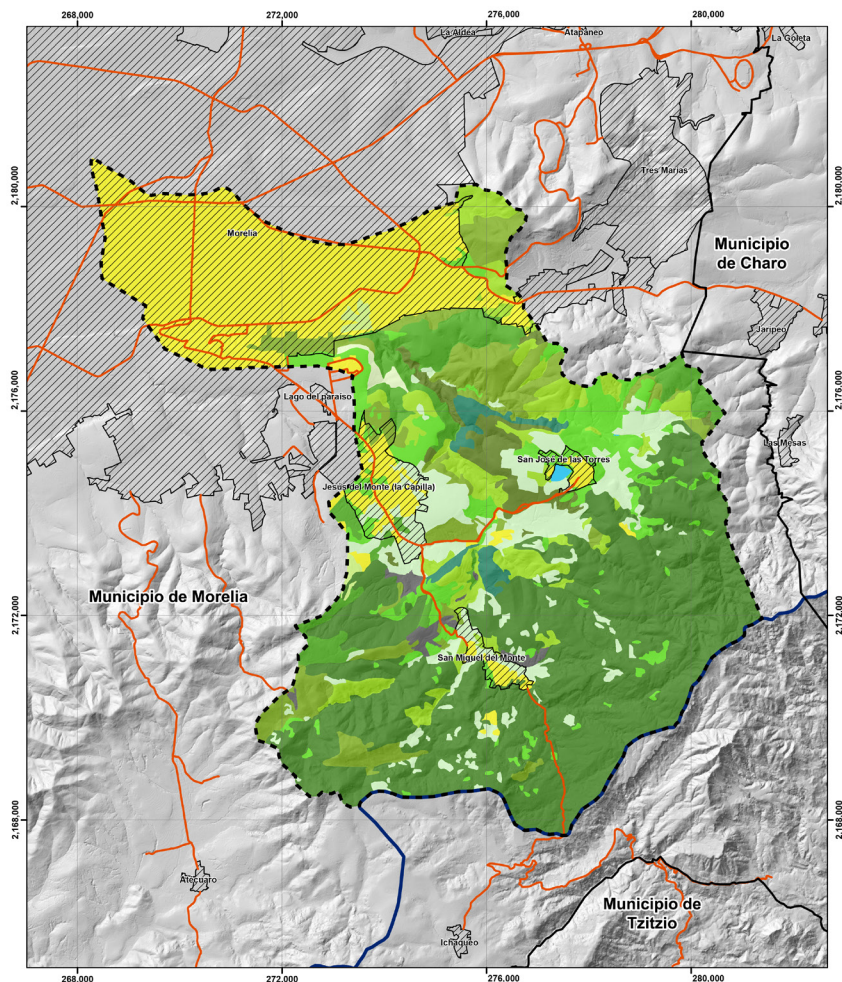 268,000
272,000
276,000
280,000
La Aldea
Atapaneo
La Goleta
Tres Marías
2,180,000
2,180,000
Morelia
Municipio
de Charo
Jaripeo
2,176,000
2,176,000
Lago del paraíso
Las Mesas
San José de las Torres
Jesús del Monte (la Capilla)
Municipio de Morelia
2,172,000
2,172,000
San Miguel del Monte
2,168,000
2,168,000
Atécuaro
Municipio de
Tzitzio
Ichaqueo
268,000
272,000
276,000
280,000